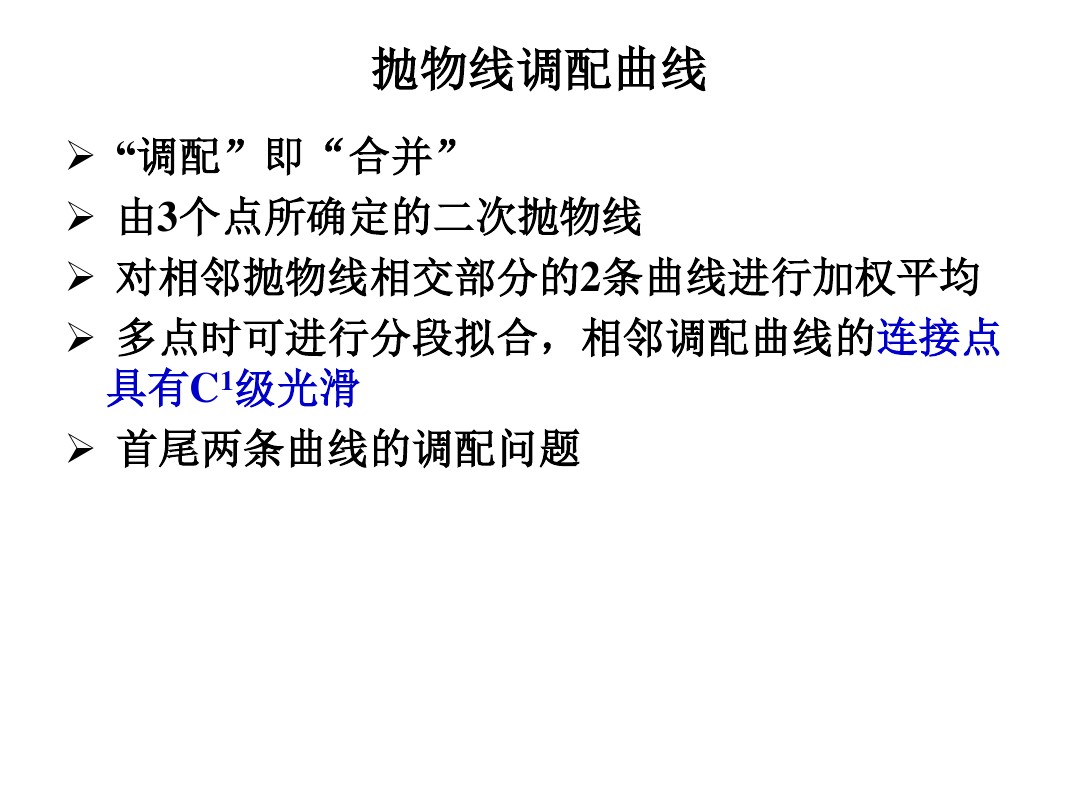 抛物线调配曲线
➢ “调配”即“合并”
➢ 由3个点所确定的二次抛物线
➢ 对相邻抛物线相交部分的2条曲线进行加权平均
➢ 多点时可进行分段拟合，相邻调配曲线的连接点
具有C¹级光滑
➢ 首尾两条曲线的调配问题